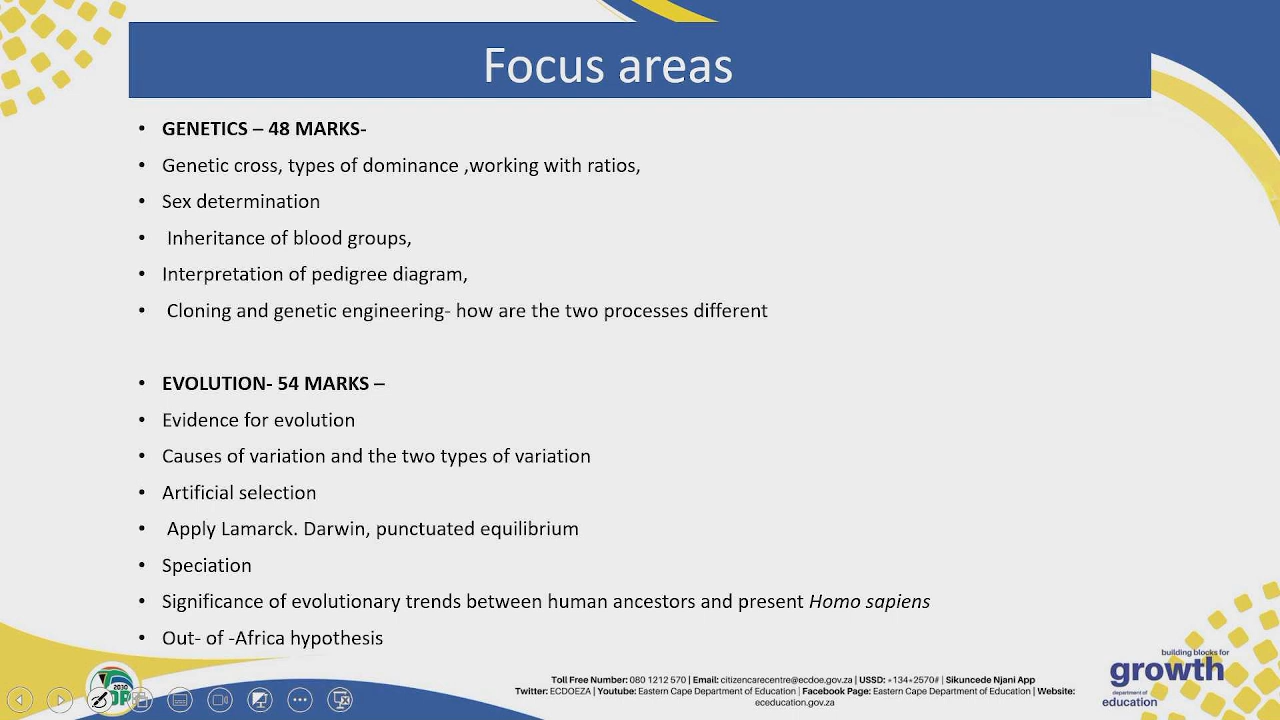 Focus areas
• GENETICS – 48 MARKS-
• Genetic cross, types of dominance ,working with ratios,
• Sex determination
• Inheritance of blood groups,
• Interpretation of pedigree diagram,
• Cloning and genetic engineering- how are the two processes different
• EVOLUTION- 54 MARKS –
• Evidence for evolution
• Causes of variation and the two types of variation
• Artificial selection
• Apply Lamarck. Darwin, punctuated equilibrium
• Speciation
• Significance of evolutionary trends between human ancestors and present Homo sapiens
• Out- of -Africa hypothesis
2030
Toll Free Number: 080 1212 570 | Email: citizencarecentre@ecdoe.gov.za | USSD: *134*2570# | Sikuncede Njani App
Twitter: ECDOEZA | Youtube: Eastern Cape Department of Education | Facebook Page: Eastern Cape Department of Education | Website:
eceducation.gov.za
building blocks for
growth
department of
education